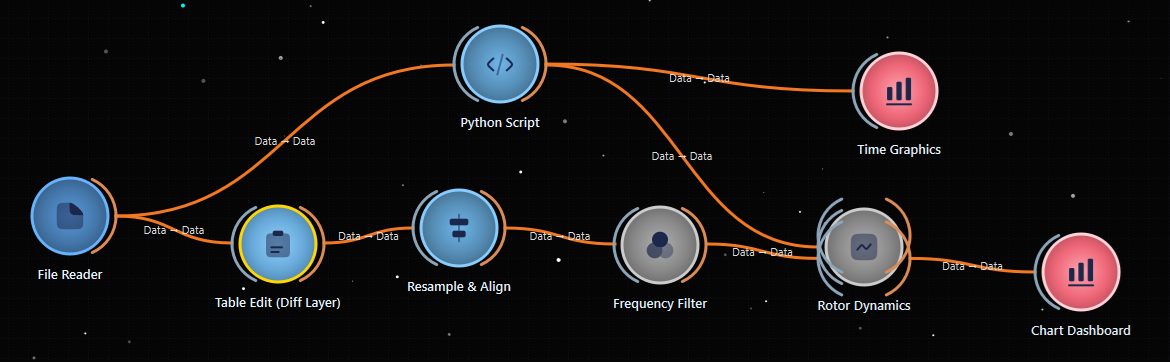 Data → Data
Python Script
Data → Data
Time Graphics
Data → Data
File Reader
Data → Data
Table Edit (Diff Layer)
Data → Data
Resample & Align
Data → Data
Frequency Filter
Data → Data
Rotor Dynamics
Data → Data
Chart Dashboard